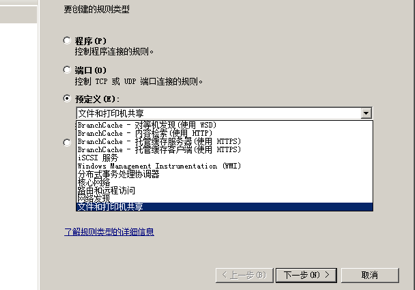 要创建的规则类型
程序(P)
控制程序连接的规则。
端口(O)
控制 TCP 或 UDP 端口连接的规则。
预定义(E):
文件和打印机共享
BranchCache - 对等机发现(使用 WSD)
BranchCache - 内容检索(使用 HTTP)
BranchCache - 托管缓存服务器(使用 HTTPS)
BranchCache - 托管缓存客户端(使用 HTTPS)
iSCSI 服务
Windows Management Instrumentation (WMI)
分布式事务处理协调器
核心网络
路由和远程访问
网络发现
文件和打印机共享
了解规则类型的详细信息
< 上一步(B) 下一步(N) > 取消